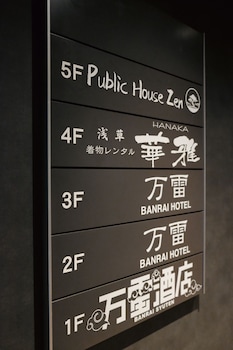 5F Public House Zen
HANAKA
4F 浅草 華雅
着物レンタル
3F 万雷
BANRAI HOTEL
2F 万雷
BANRAI HOTEL
1F 万雷酒店
BANRAI SYUTEN